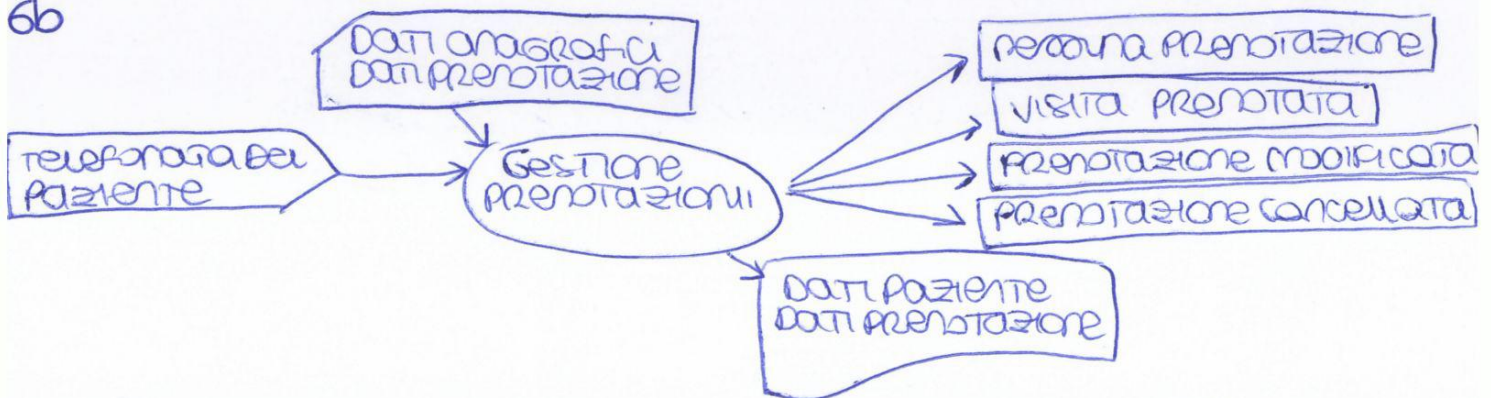 6b
DATI ANAGRAFICI
DATI PRENOTAZIONE
TELEFONATA DEL
PAZIENTE
GESTIONE
PRENOTAZIONI
NESSUNA PRENOTAZIONE
VISITA PRENOTATA
PRENOTAZIONE MODIFICATA
PRENOTAZIONE CANCELLATA
DATI PAZIENTE
DATI PRENOTAZIONE